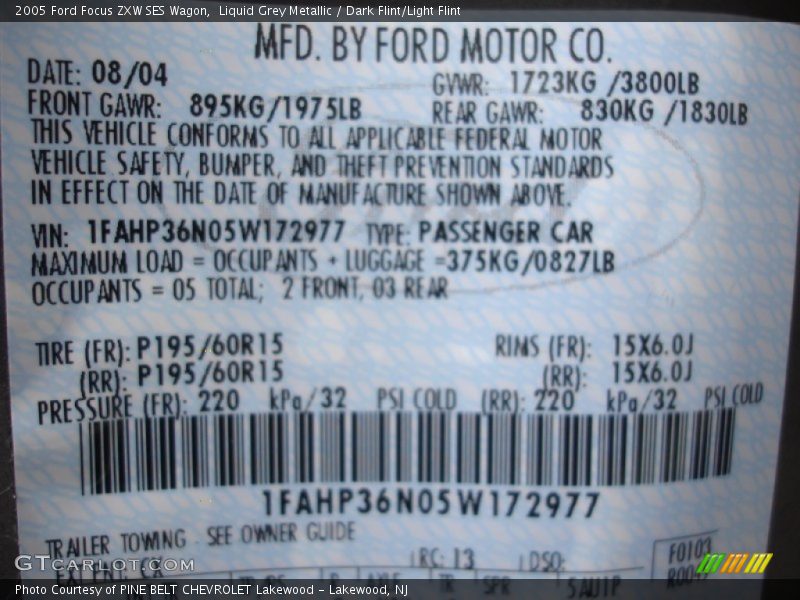 2005 Ford Focus ZXW SES Wagon,  Liquid Grey Metallic / Dark Flint/Light Flint
MFD. BY FORD MOTOR CO.
DATE: 08/04 GVWR: 1723KG /3800LB
FRONT GAWR: 895KG/1975LB REAR GAWR: 830KG /1830LB
THIS VEHICLE CONFORMS TO ALL APPLICABLE FEDERAL MOTOR
VEHICLE SAFETY, BUMPER, AND THEFT PREVENTION STANDARDS
IN EFFECT ON THE DATE OF MANUFACTURE SHOWN ABOVE.
VIN: 1FAHP36N05W172977 TYPE: PASSENGER CAR
MAXIMUM LOAD = OCCUPANTS + LUGGAGE =375KG/0827LB
OCCUPANTS = 05 TOTAL; 2 FRONT, 03 REAR
TIRE (FR): P195/60R15 RIMS (FR): 15X6.0J
(RR): P195/60R15 (RR): 15X6.0J
PRESSURE (FR): 220 kPa/32 PSI COLD (RR): 220 kPa/32 PSI COLD
1FAHP36N05W172977
TRAILER TOWING - SEE OWNER GUIDE
RC: 13 DSO: F0103
EXT PNT: CX
GTCarLot.com
Photo Courtesy of PINE BELT CHEVROLET Lakewood – Lakewood, NJ